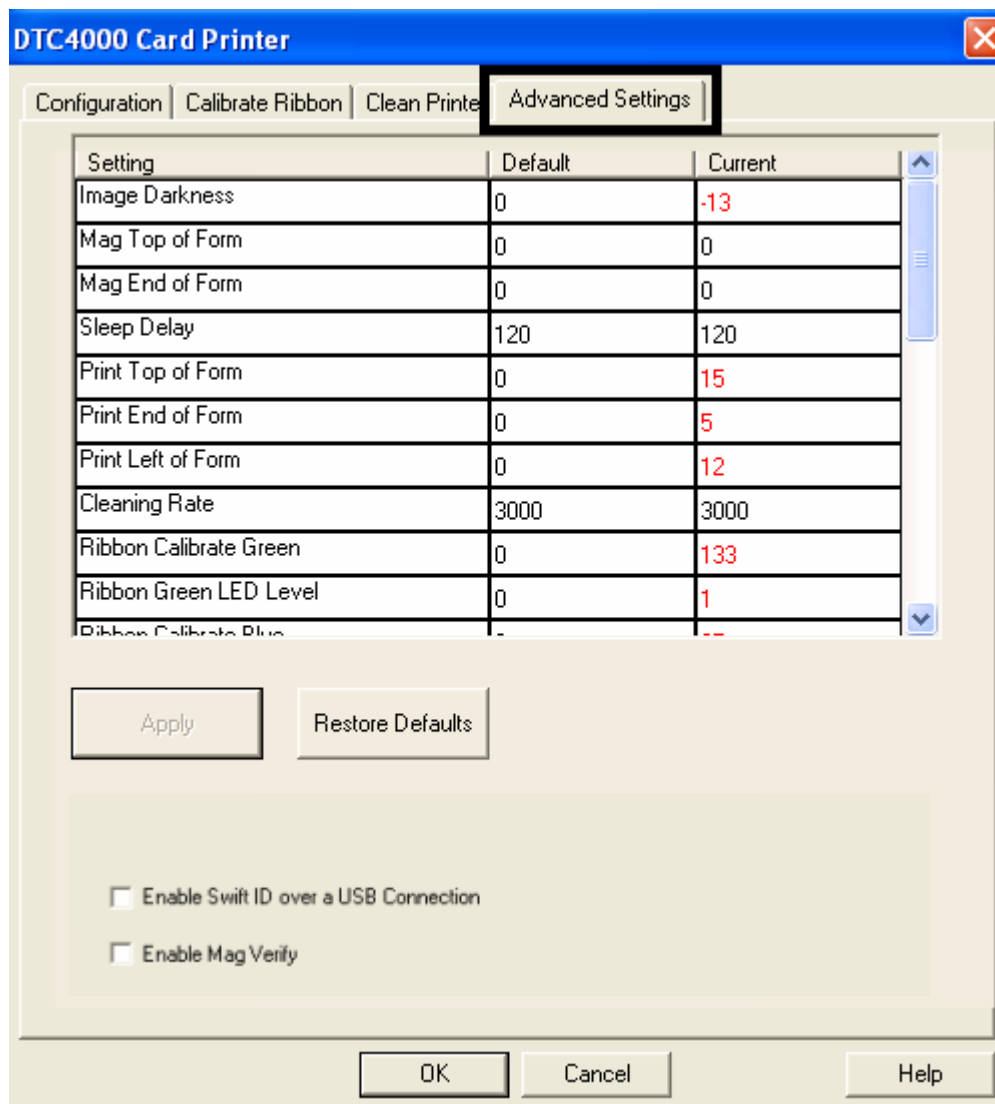 DTC4000 Card Printer
Configuration Calibrate Ribbon Clean Printe Advanced Settings
Setting Default Current
Image Darkness 0 -13
Mag Top of Form 0 0
Mag End of Form 0 0
Sleep Delay 120 120
Print Top of Form 0 15
Print End of Form 0 5
Print Left of Form 0 12
Cleaning Rate 3000 3000
Ribbon Calibrate Green 0 133
Ribbon Green LED Level 0 1
Ribbon Calibrate Blue
Apply Restore Defaults
Enable Swift ID over a USB Connection
Enable Mag Verify
OK Cancel Help